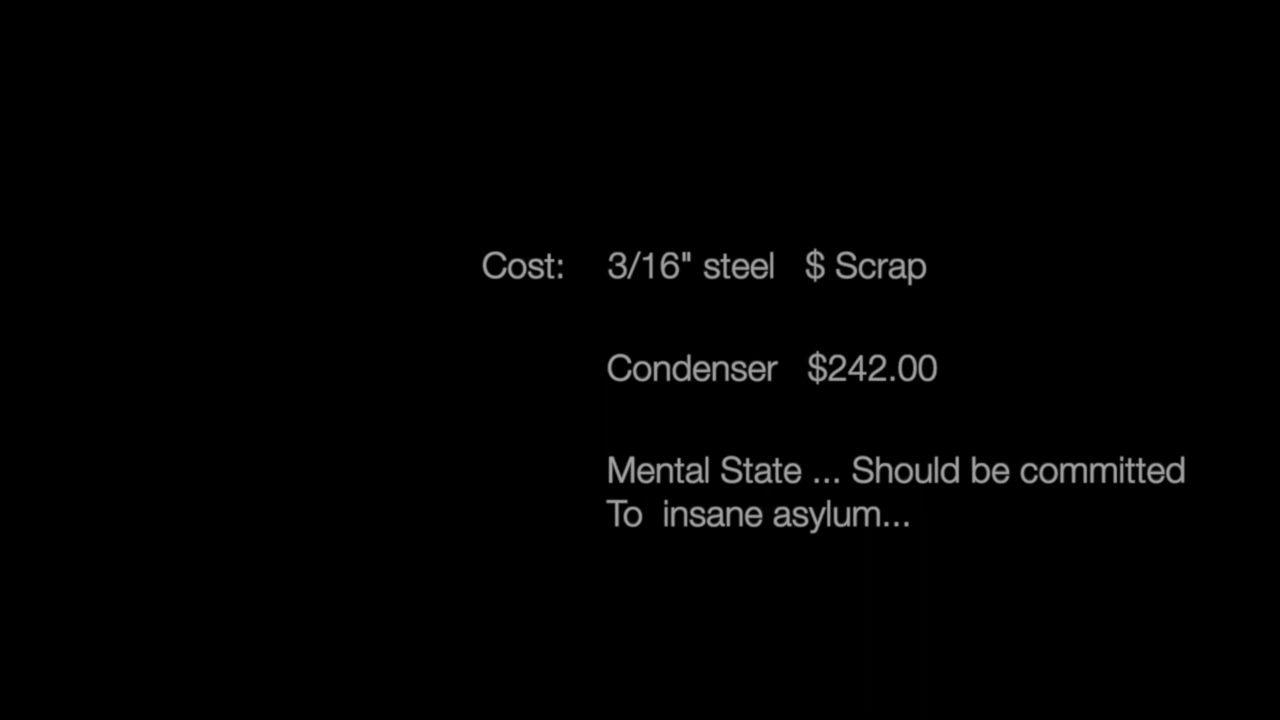 Cost: 3/16" steel $ Scrap
Condenser $242.00
Mental State ... Should be committed
To insane asylum...